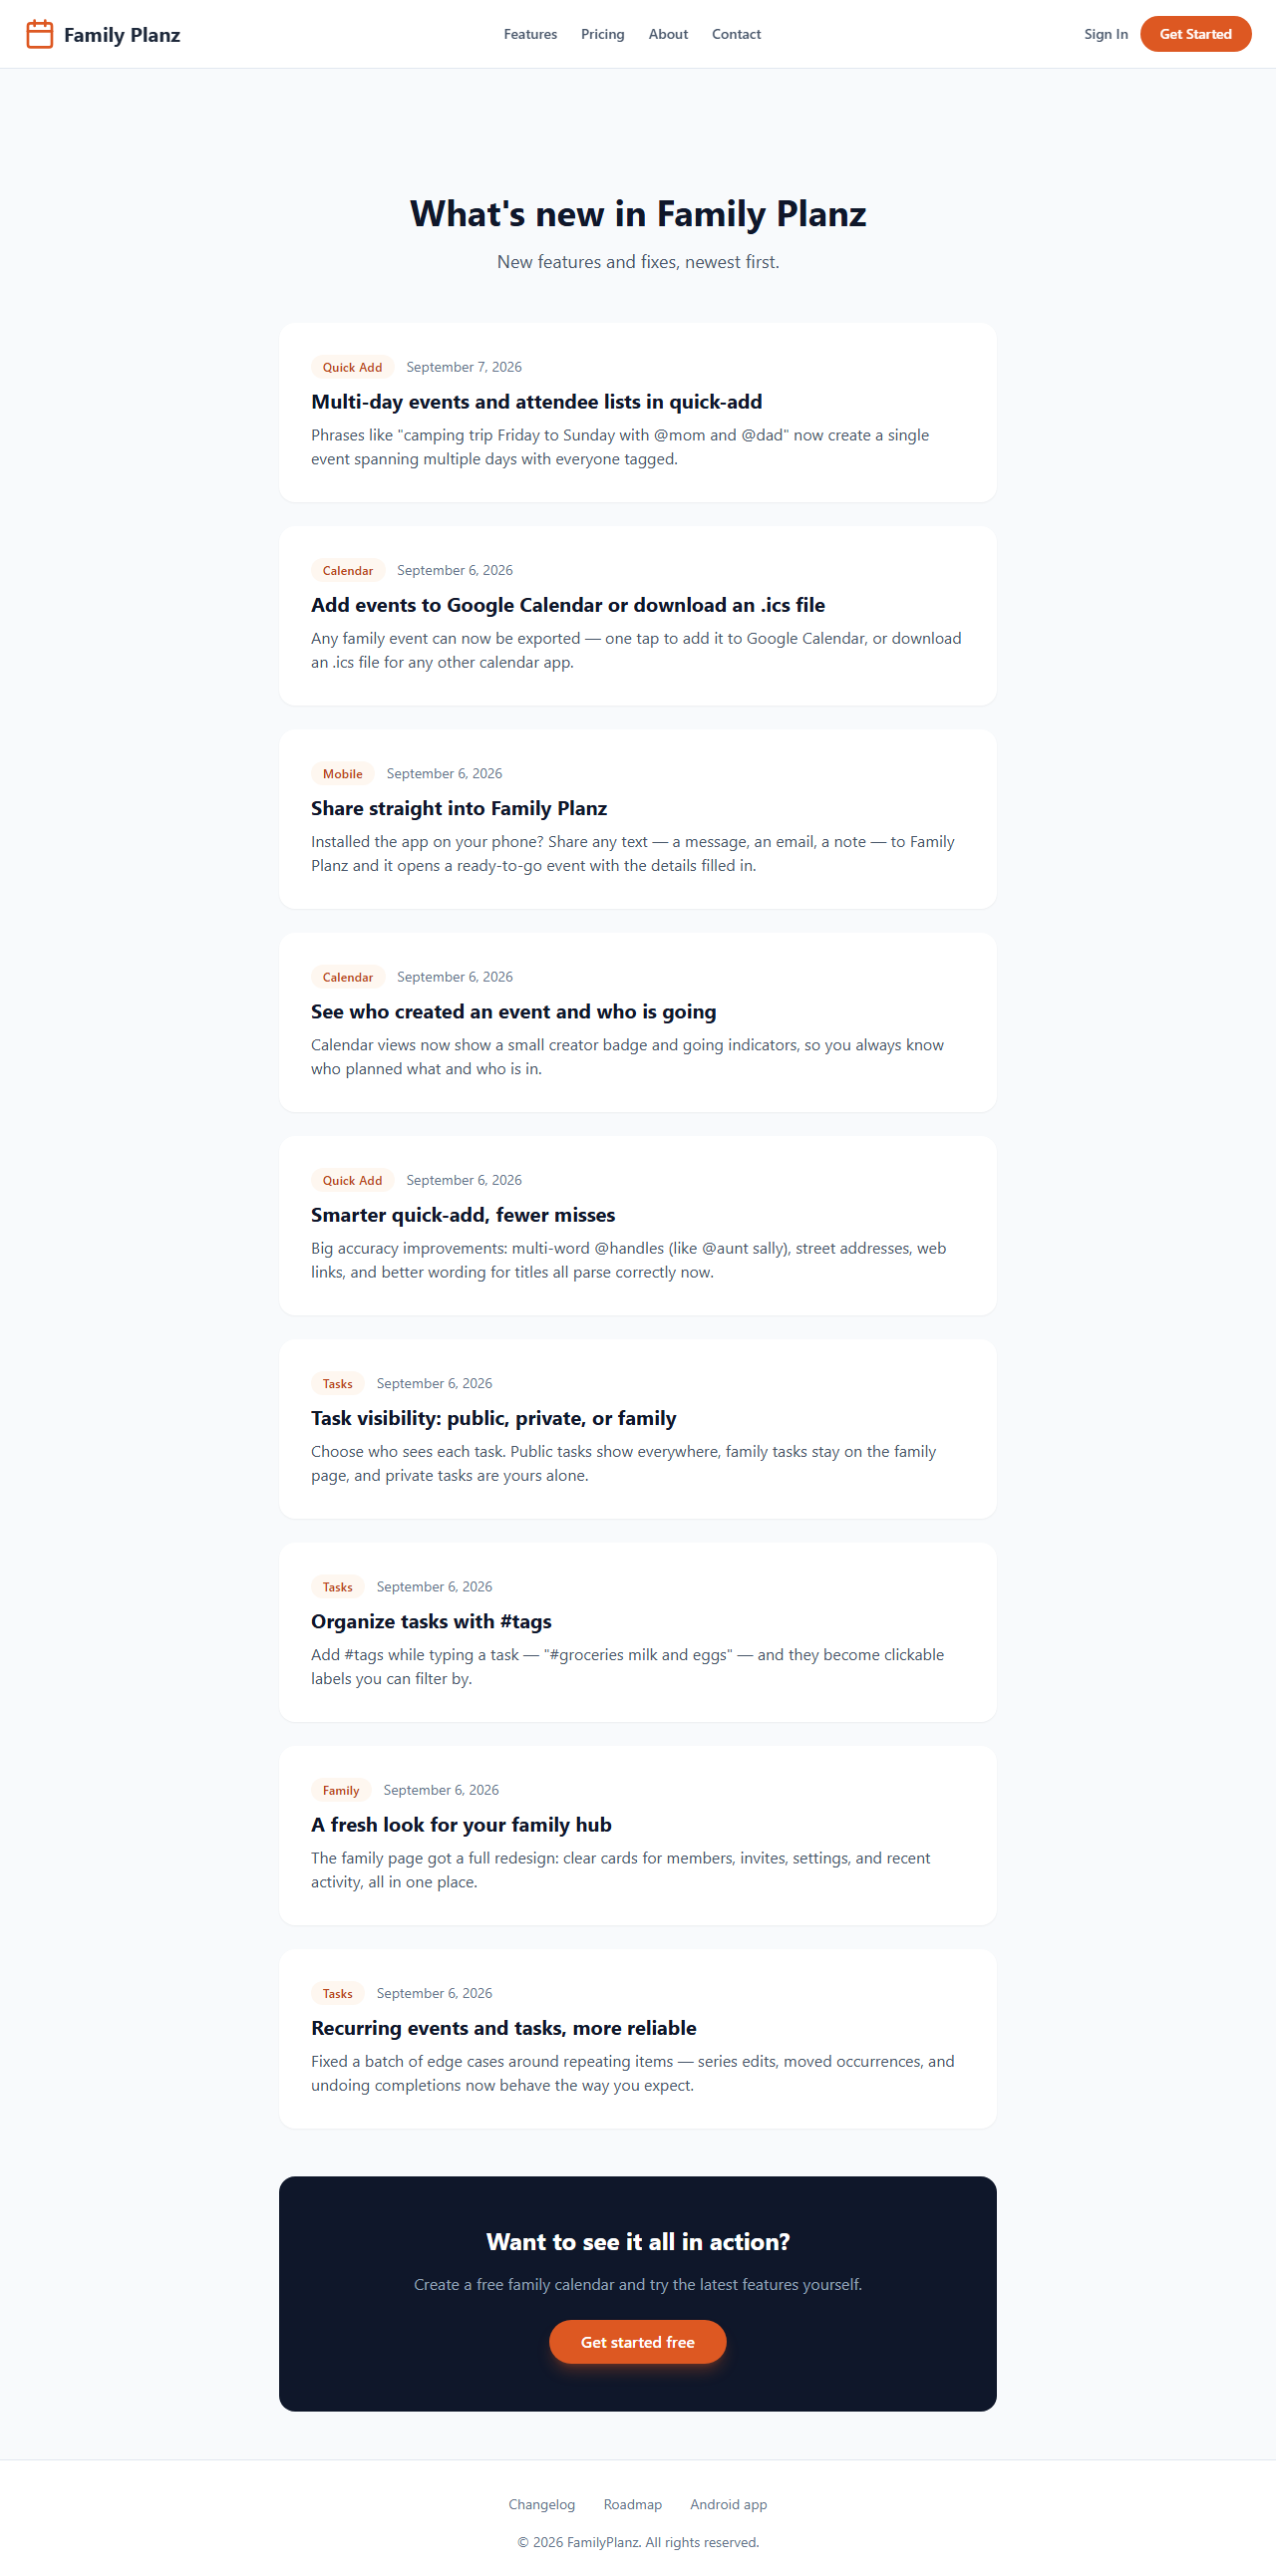 Family Planz
Features
Pricing
About
Contact
Sign In
Get Started
What's new in Family Planz
New features and fixes, newest first.
Quick Add
September 7, 2026
Multi-day events and attendee lists in quick-add
Phrases like "camping trip Friday to Sunday with @mom and @dad" now create a single
event spanning multiple days with everyone tagged.
Calendar
September 6, 2026
Add events to Google Calendar or download an .ics file
Any family event can now be exported — one tap to add it to Google Calendar, or download
an .ics file for any other calendar app.
Mobile
September 6, 2026
Share straight into Family Planz
Installed the app on your phone? Share any text — a message, an email, a note — to Family
Planz and it opens a ready-to-go event with the details filled in.
Calendar
September 6, 2026
See who created an event and who is going
Calendar views now show a small creator badge and going indicators, so you always know
who planned what and who is in.
Quick Add
September 6, 2026
Smarter quick-add, fewer misses
Big accuracy improvements: multi-word @handles (like @aunt sally), street addresses, web
links, and better wording for titles all parse correctly now.
Tasks
September 6, 2026
Task visibility: public, private, or family
Choose who sees each task. Public tasks show everywhere, family tasks stay on the family
page, and private tasks are yours alone.
Tasks
September 6, 2026
Organize tasks with #tags
Add #tags while typing a task — "#groceries milk and eggs" — and they become clickable
labels you can filter by.
Family
September 6, 2026
A fresh look for your family hub
The family page got a full redesign: clear cards for members, invites, settings, and recent
activity, all in one place.
Tasks
September 6, 2026
Recurring events and tasks, more reliable
Fixed a batch of edge cases around repeating items — series edits, moved occurrences, and
undoing completions now behave the way you expect.
Want to see it all in action?
Create a free family calendar and try the latest features yourself.
Get started free
Changelog
Roadmap
Android app
© 2026 FamilyPlanz. All rights reserved.